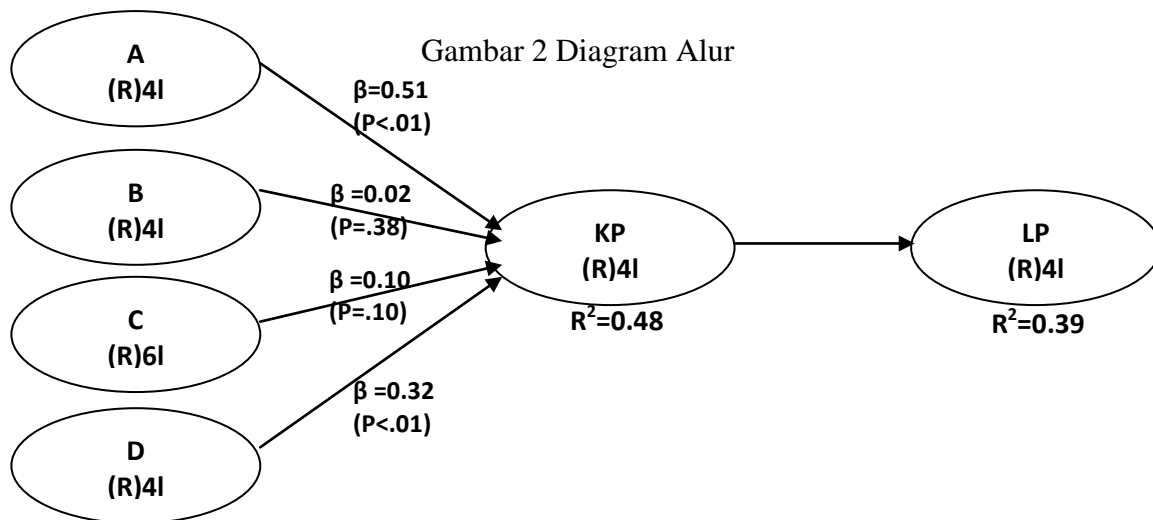 Gambar 2 Diagram Alur
A
(R)4l
β=0.51
(P<.01)
B
(R)4l
β =0.02
(P=.38)
C
(R)6l
β =0.10
(P=.10)
D
(R)4l
β =0.32
(P<.01)
KP
(R)4l
R²=0.48
LP
(R)4l
R²=0.39